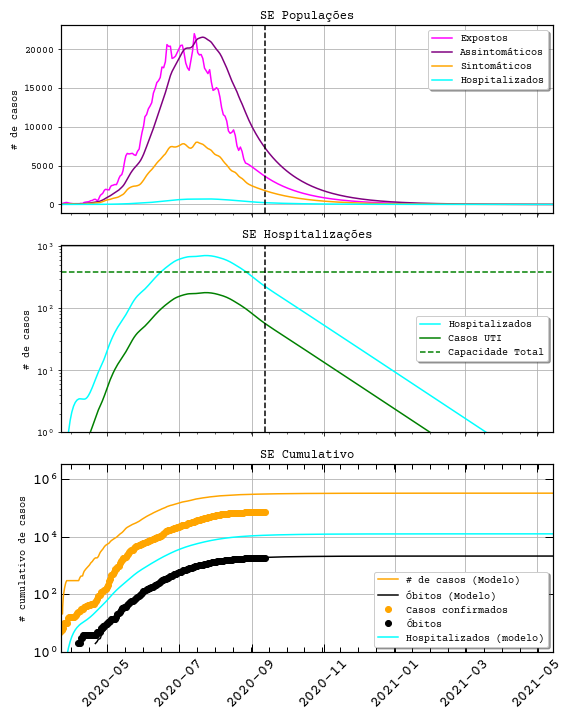 SE Populações
# de casos
20000
15000
10000
5000
0
Expostos
Assintomáticos
Sintomáticos
Hospitalizados
SE Hospitalizações
# de casos
10³
10²
10¹
10⁰
Hospitalizados
Casos UTI
Capacidade Total
SE Cumulativo
# cumulativo de casos
10⁶
10⁴
10²
10⁰
# de casos (Modelo)
óbitos (Modelo)
Casos confirmados
Óbitos
Hospitalizados (modelo)
2020-05
2020-07
2020-09
2020-11
2021-01
2021-03
2021-05